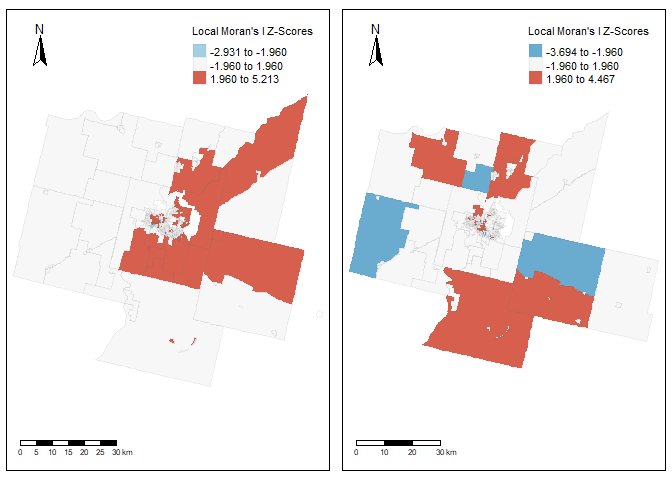 N
Local Moran's I Z-Scores
-2.931 to -1.960
-1.960 to 1.960
1.960 to 5.213
0 5 10 15 20 25 30 km
N
Local Moran's I Z-Scores
-3.694 to -1.960
-1.960 to 1.960
1.960 to 4.467
0 10 20 30 km